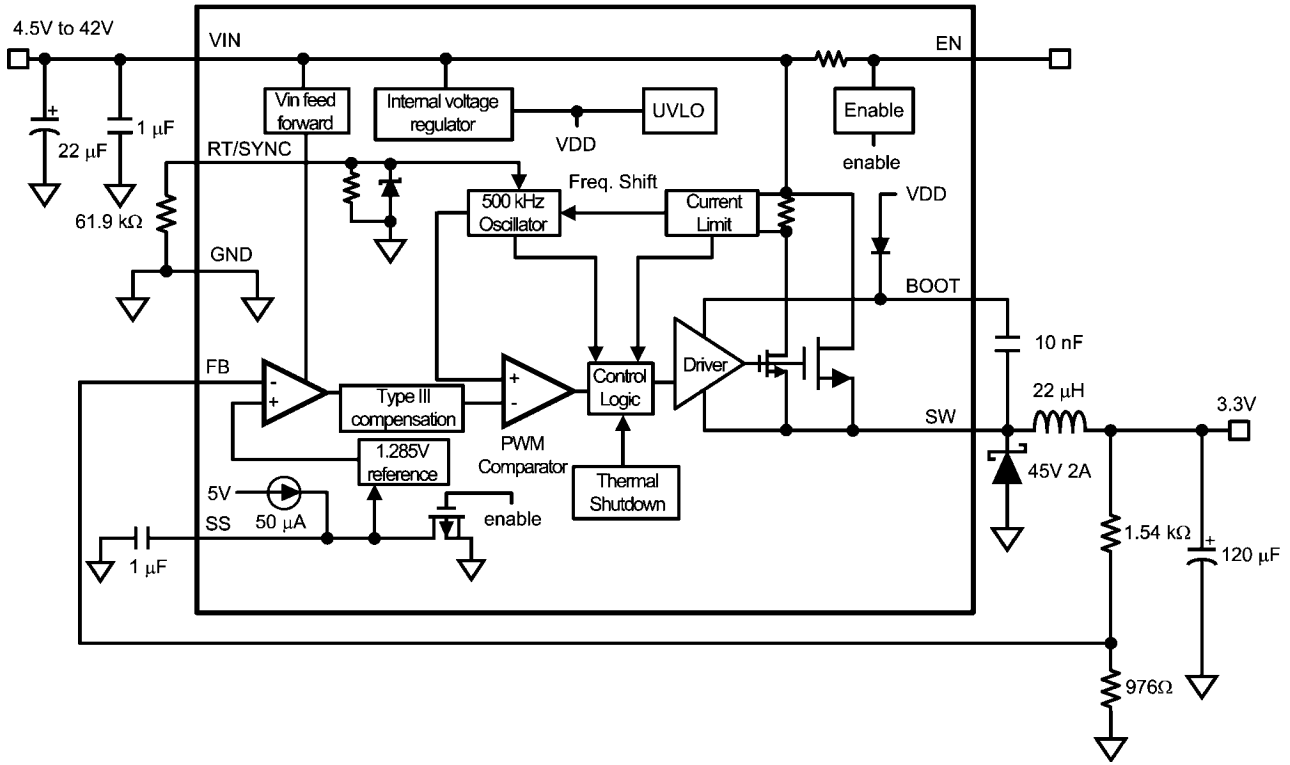 4.5V to 42V
VIN
EN
Vin feed
forward
Internal voltage
regulator
UVLO
Enable
VDD
enable
+
22 μF
1 μF
RT/SYNC
61.9 kΩ
GND
500 kHz
Oscillator
Freq. Shift
Current
Limit
VDD
BOOT
10 nF
FB
-
+
Type III
compensation
+
-
PWM
Comparator
Control
Logic
Driver
SW
22 μH
3.3V
45V 2A
1.285V
reference
Thermal
Shutdown
5V
50 μA
SS
enable
1 μF
1.54 kΩ
+
120 μF
976Ω